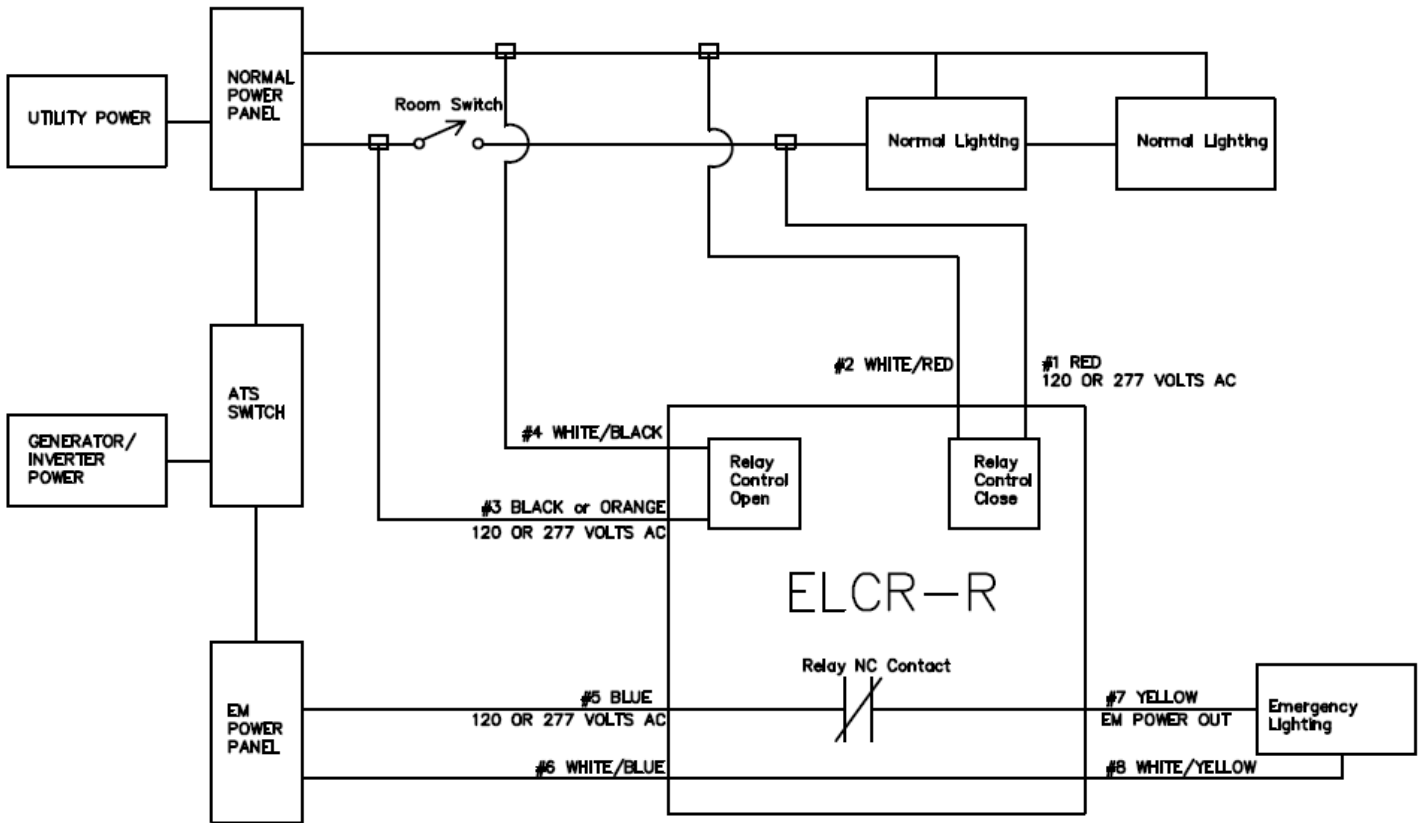 NORMAL
POWER
PANEL
UTILITY POWER
Room Switch
Normal Lighting
Normal Lighting
#2 WHITE/RED
#1 RED
120 OR 277 VOLTS AC
ATS
SWITCH
GENERATOR/
INVERTER
POWER
#4 WHITE/BLACK
Relay
Control
Open
Relay
Control
Close
#3 BLACK or ORANGE
120 OR 277 VOLTS AC
ELCR-R
Relay NC Contact
EM
POWER
PANEL
#5 BLUE
120 OR 277 VOLTS AC
#7 YELLOW
EM POWER OUT
Emergency
Lighting
#6 WHITE/BLUE
#8 WHITE/YELLOW